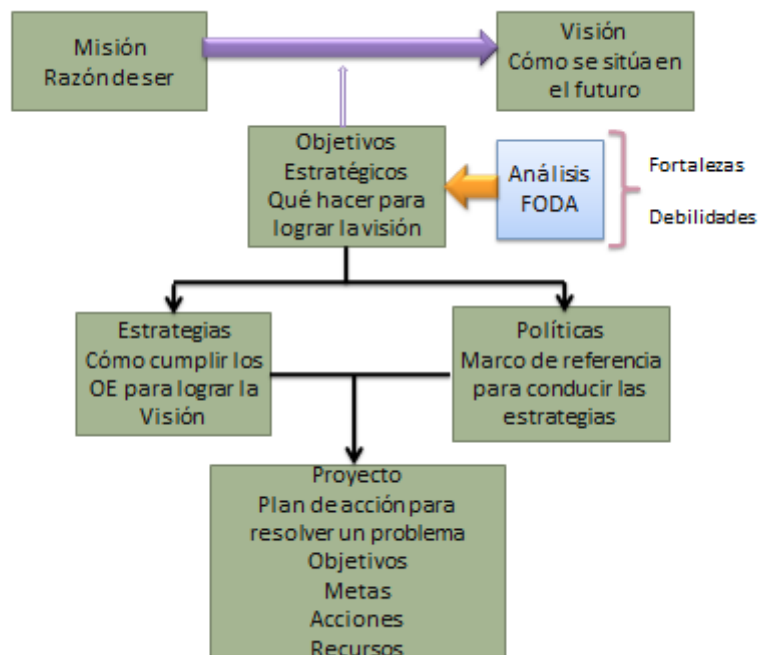 Misión
Razón de ser
Visión
Cómo se sitúa en
el futuro
Objetivos
Estratégicos
Qué hacer para
lograr la visión
Análisis
FODA
Fortalezas
Debilidades
Estrategias
Cómo cumplir los
OE para lograr la
Visión
Políticas
Marco de referencia
para conducir las
estrategias
Proyecto
Plan de acción para
resolver un problema
Objetivos
Metas
Acciones
Recursos